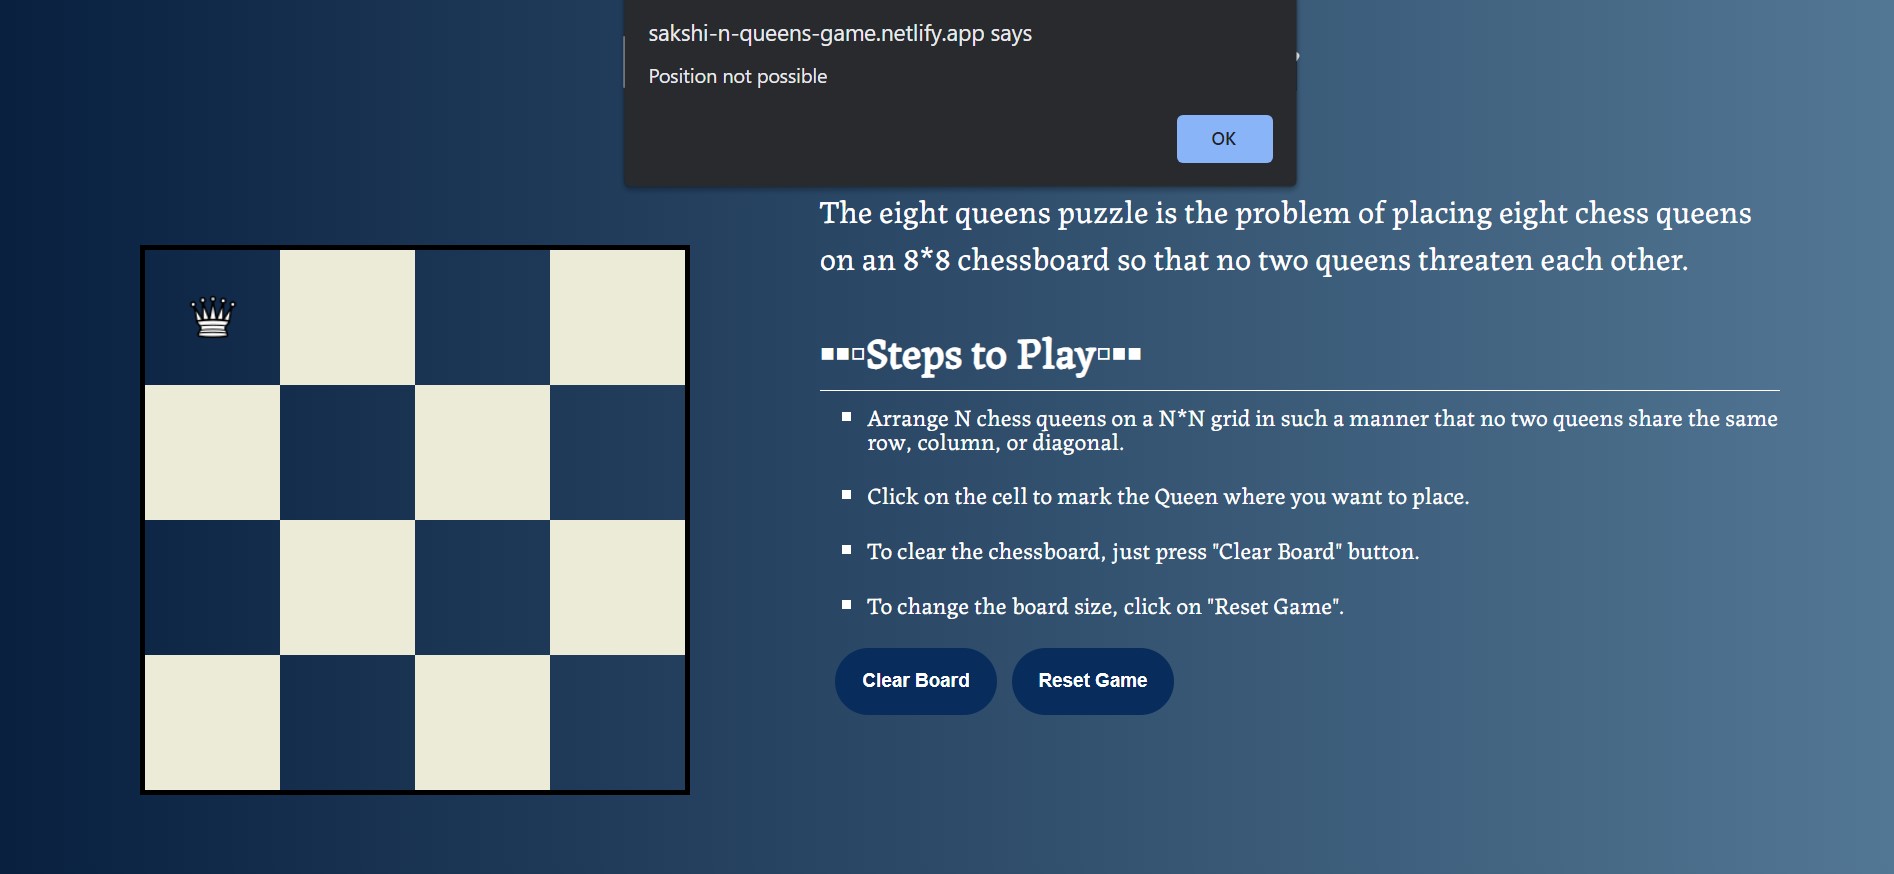 sakshi-n-queens-game.netlify.app says
Position not possible
OK
The eight queens puzzle is the problem of placing eight chess queens
on an 8*8 chessboard so that no two queens threaten each other.
▪▪▫Steps to Play▫▪▪
▪ Arrange N chess queens on a N*N grid in such a manner that no two queens share the same
row, column, or diagonal.
▪ Click on the cell to mark the Queen where you want to place.
▪ To clear the chessboard, just press "Clear Board" button.
▪ To change the board size, click on "Reset Game".
Clear Board
Reset Game